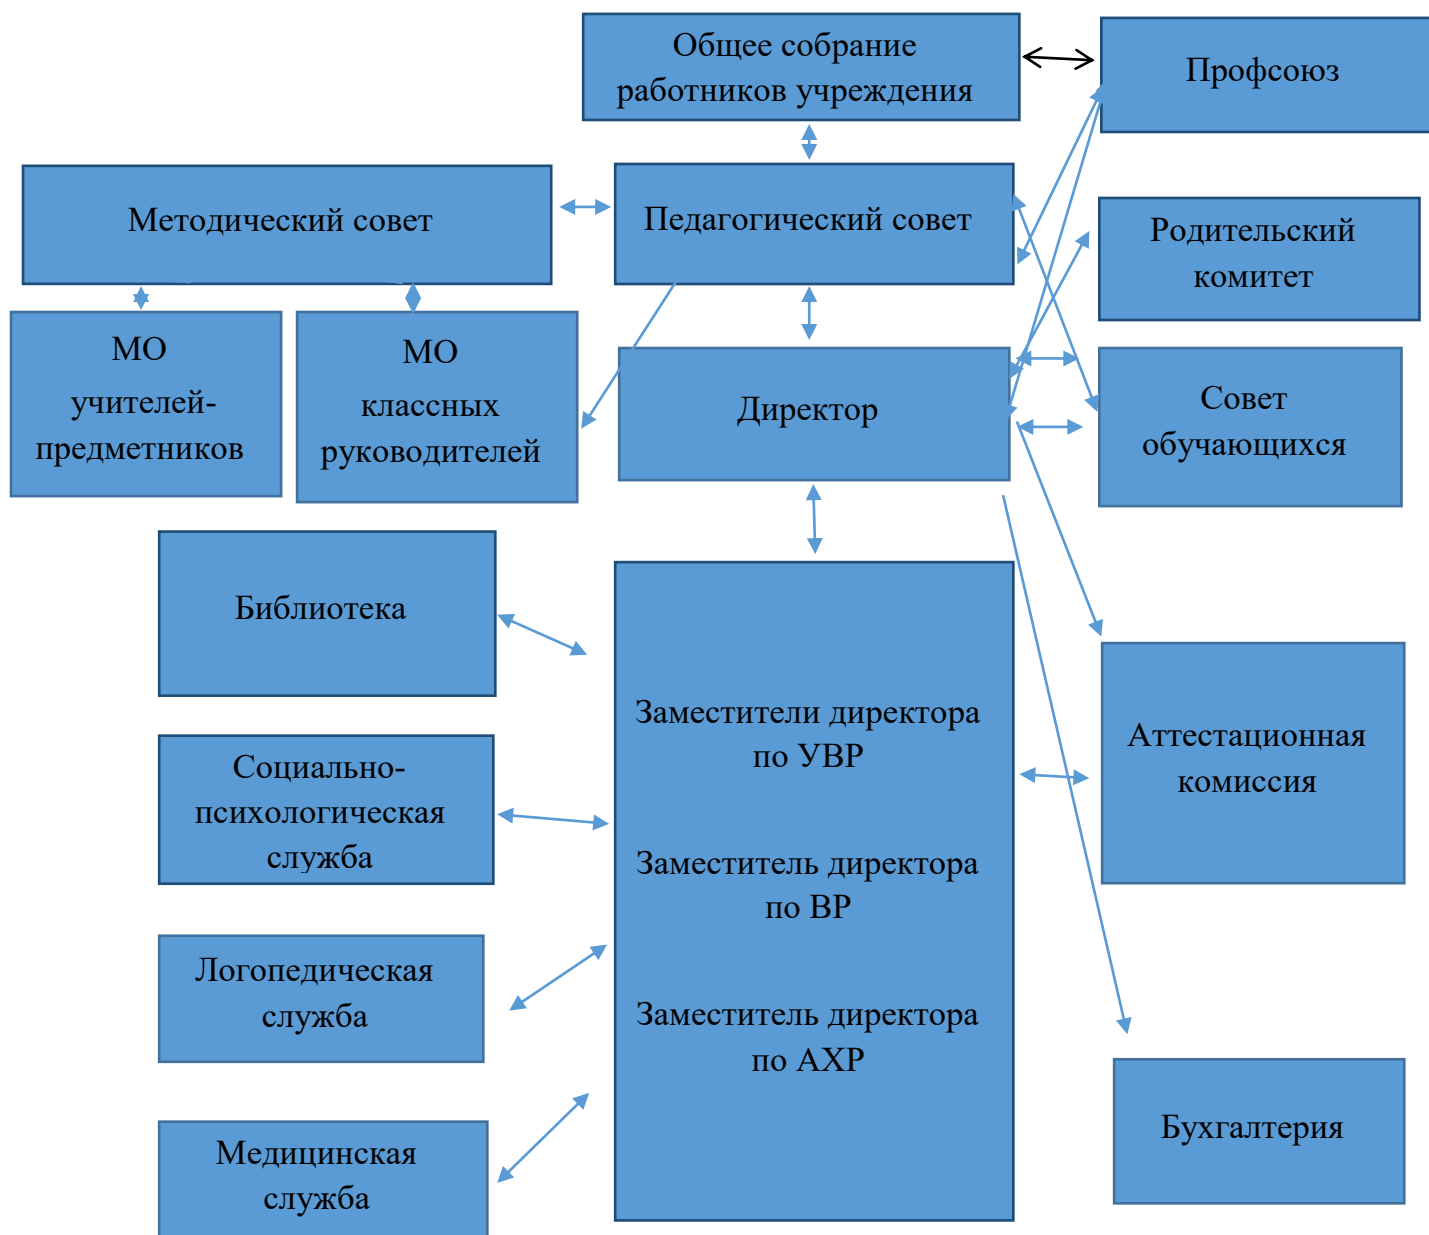 Общее собрание
работников учреждения
Профсоюз
Методический совет
Педагогический совет
Родительский
комитет
МО
учителей-
предметников
МО
классных
руководителей
Директор
Совет
обучающихся
Библиотека
Социально-
психологическая
служба
Логопедическая
служба
Медицинская
служба
Заместители директора
по УВР
Заместитель директора
по ВР
Заместитель директора
по АХР
Аттестационная
комиссия
Бухгалтерия